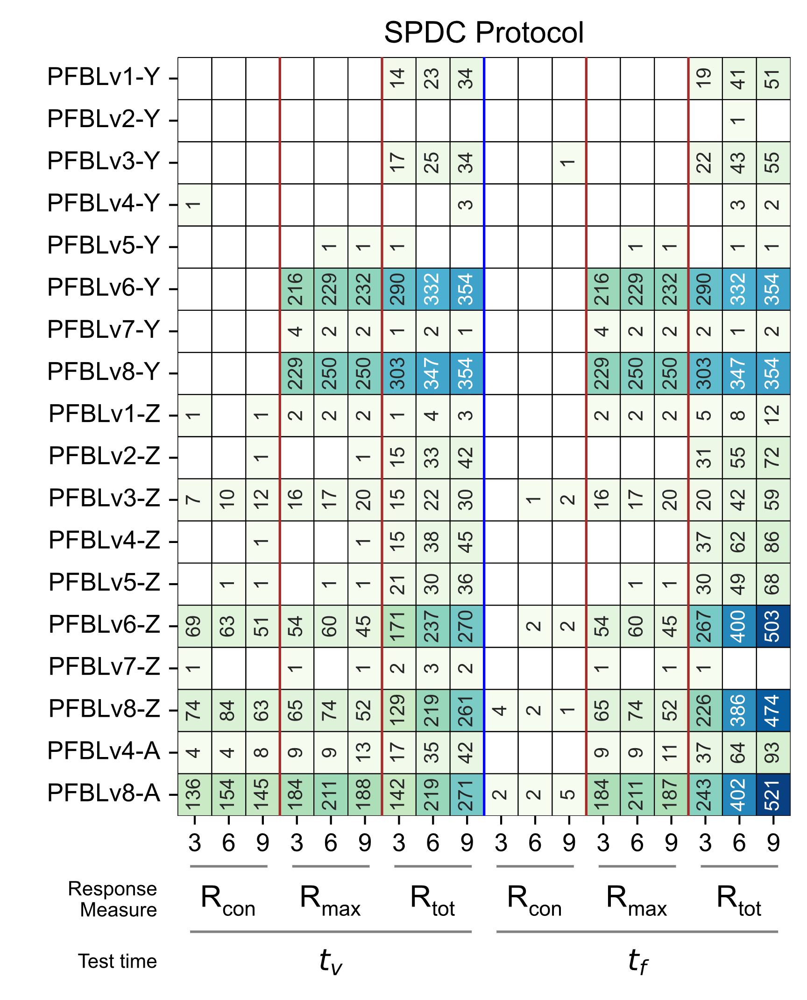 SPDC Protocol
PFBLv1-Y 14 23 34 19 41 51
PFBLv2-Y 1
PFBLv3-Y 17 25 34 1 22 43 55
PFBLv4-Y 1 3 3 2
PFBLv5-Y 1 1 1 1 1 1 1
PFBLv6-Y 216 229 232 290 332 354 216 229 232 290 332 354
PFBLv7-Y 4 2 2 1 2 1 4 2 2 2 1 2
PFBLv8-Y 229 250 250 303 347 354 229 250 250 303 347 354
PFBLv1-Z 1 1 2 2 2 1 4 3 2 2 2 5 8 12
PFBLv2-Z 1 1 15 33 42 31 55 72
PFBLv3-Z 7 10 12 16 17 20 15 22 30 1 2 16 17 20 20 42 59
PFBLv4-Z 1 1 15 38 45 37 62 86
PFBLv5-Z 1 1 1 1 21 30 36 1 1 30 49 68
PFBLv6-Z 69 63 51 54 60 45 171 237 270 2 2 54 60 45 267 400 503
PFBLv7-Z 1 1 1 2 3 2 1 1 1
PFBLv8-Z 74 84 63 65 74 52 129 219 261 4 2 1 65 74 52 226 386 474
PFBLv4-A 4 4 8 9 9 13 17 35 42 9 9 11 37 64 93
PFBLv8-A 136 154 145 184 211 188 142 219 271 2 2 5 184 211 187 243 402 521
3 6 9 3 6 9 3 6 9 3 6 9 3 6 9 3 6 9
Response
Measure
Rcon Rmax Rtot Rcon Rmax Rtot
Test time tv tf